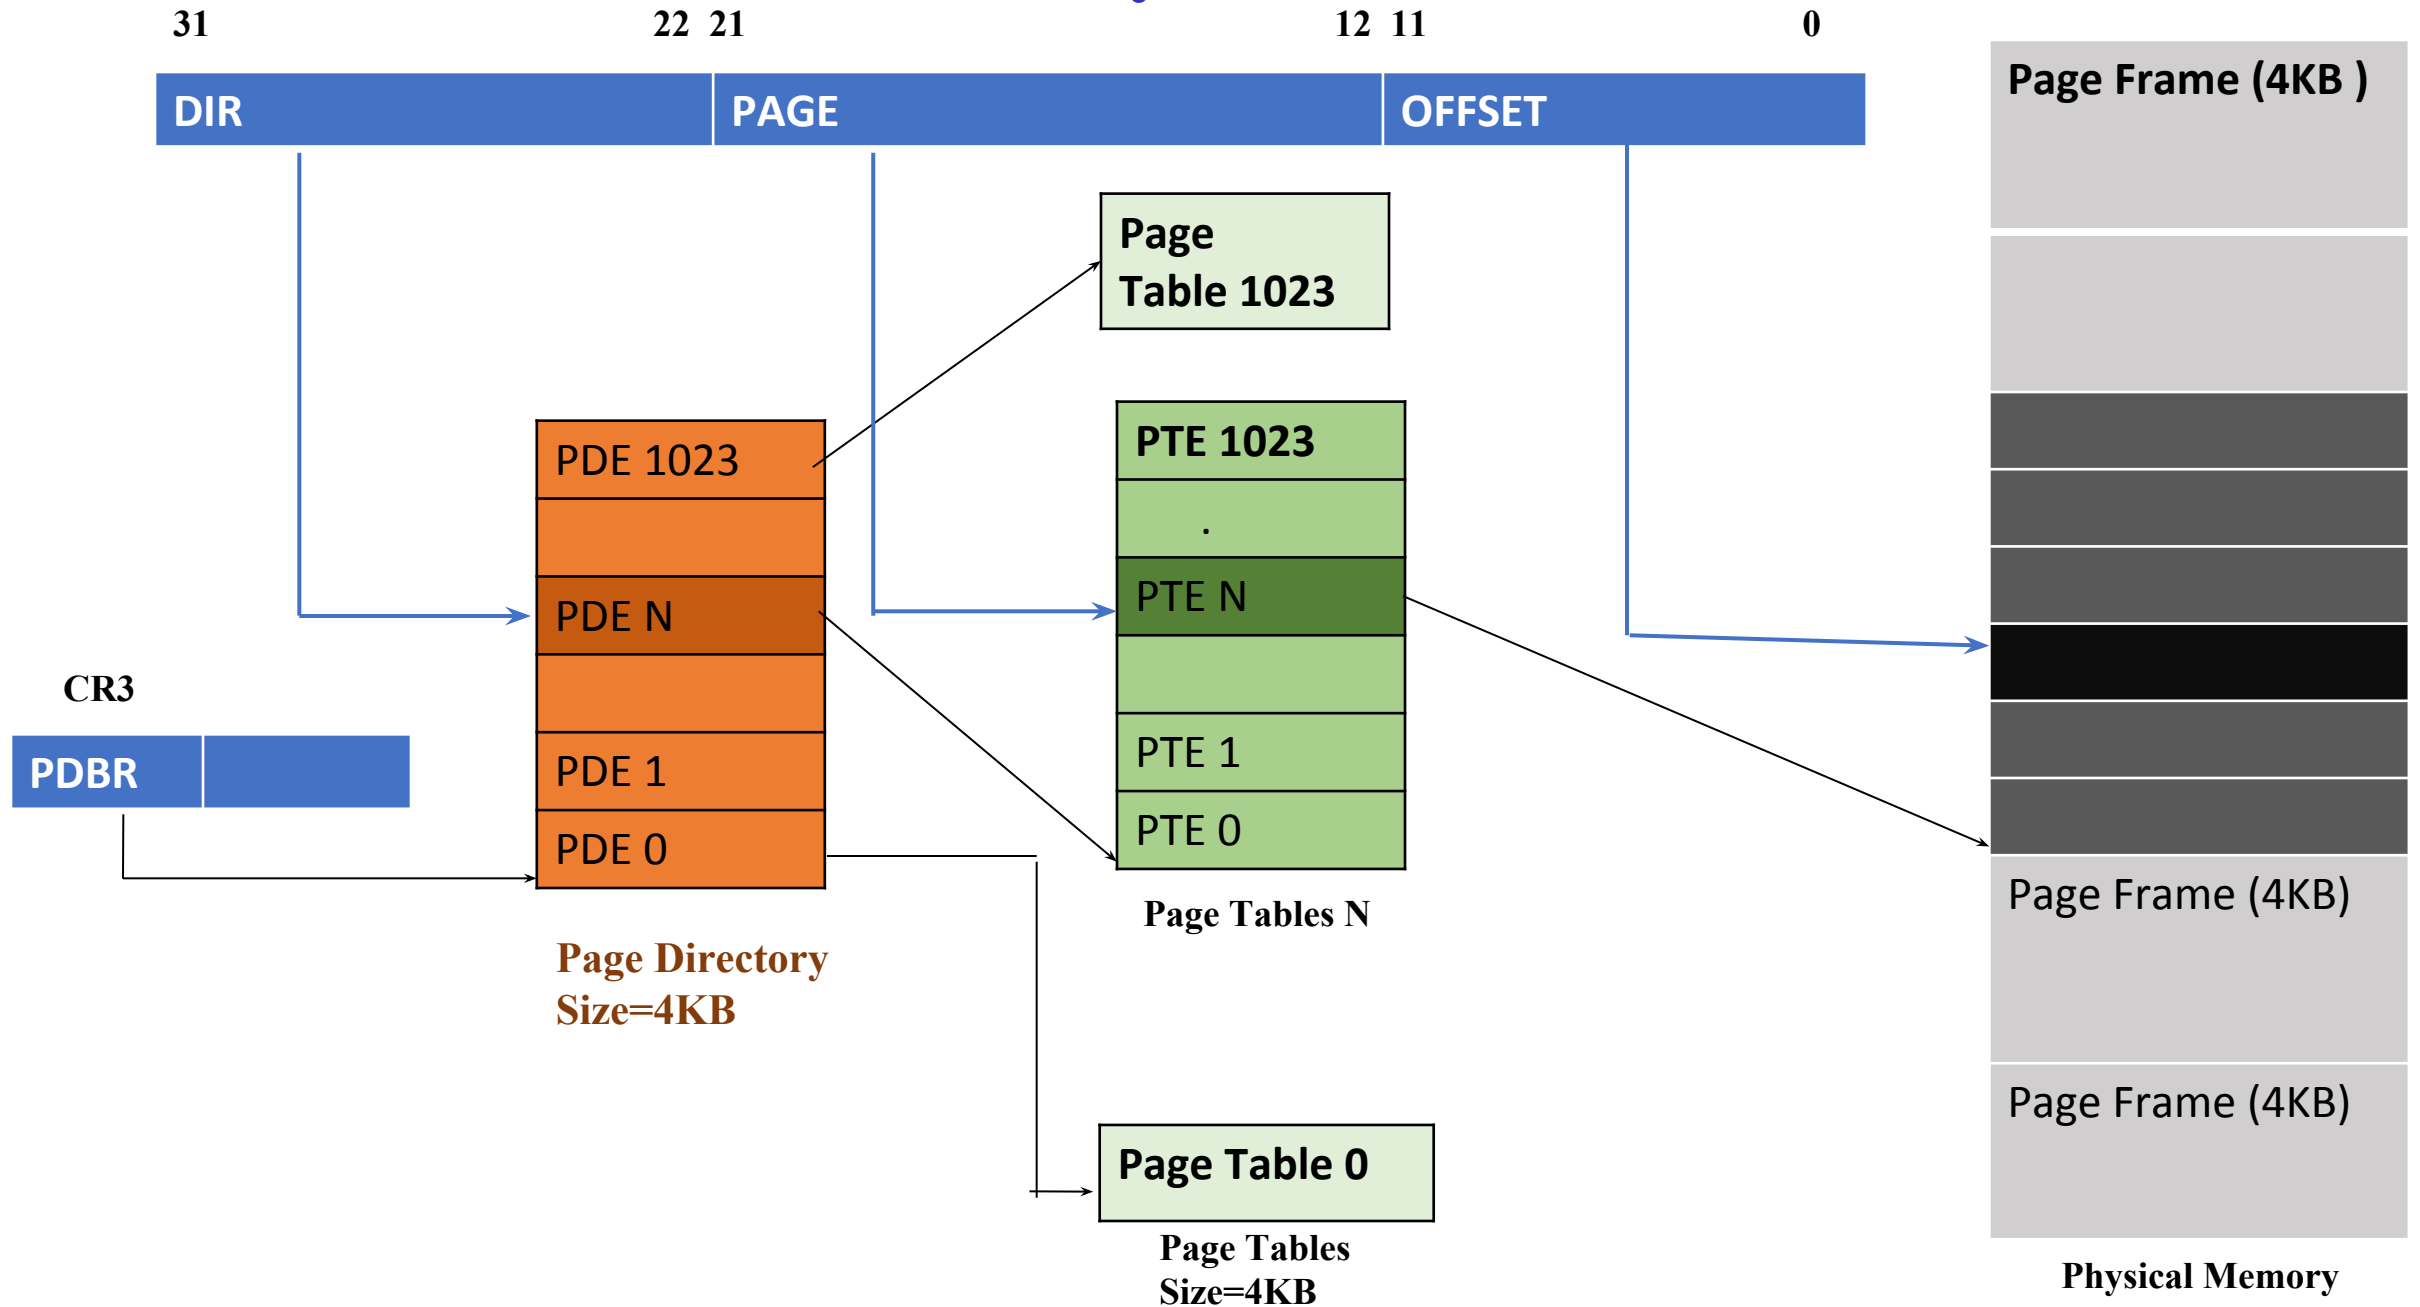 31 22 21 12 11 0
DIR PAGE OFFSET
Page Frame (4KB )
Page
Table 1023
PDE 1023
PDE N
PDE 1
PDE 0
PTE 1023
.
PTE N
PTE 1
PTE 0
CR3
PDBR
Page Tables N
Page Directory
Size=4KB
Page Table 0
Page Tables
Size=4KB
Page Frame (4KB)
Page Frame (4KB)
Physical Memory